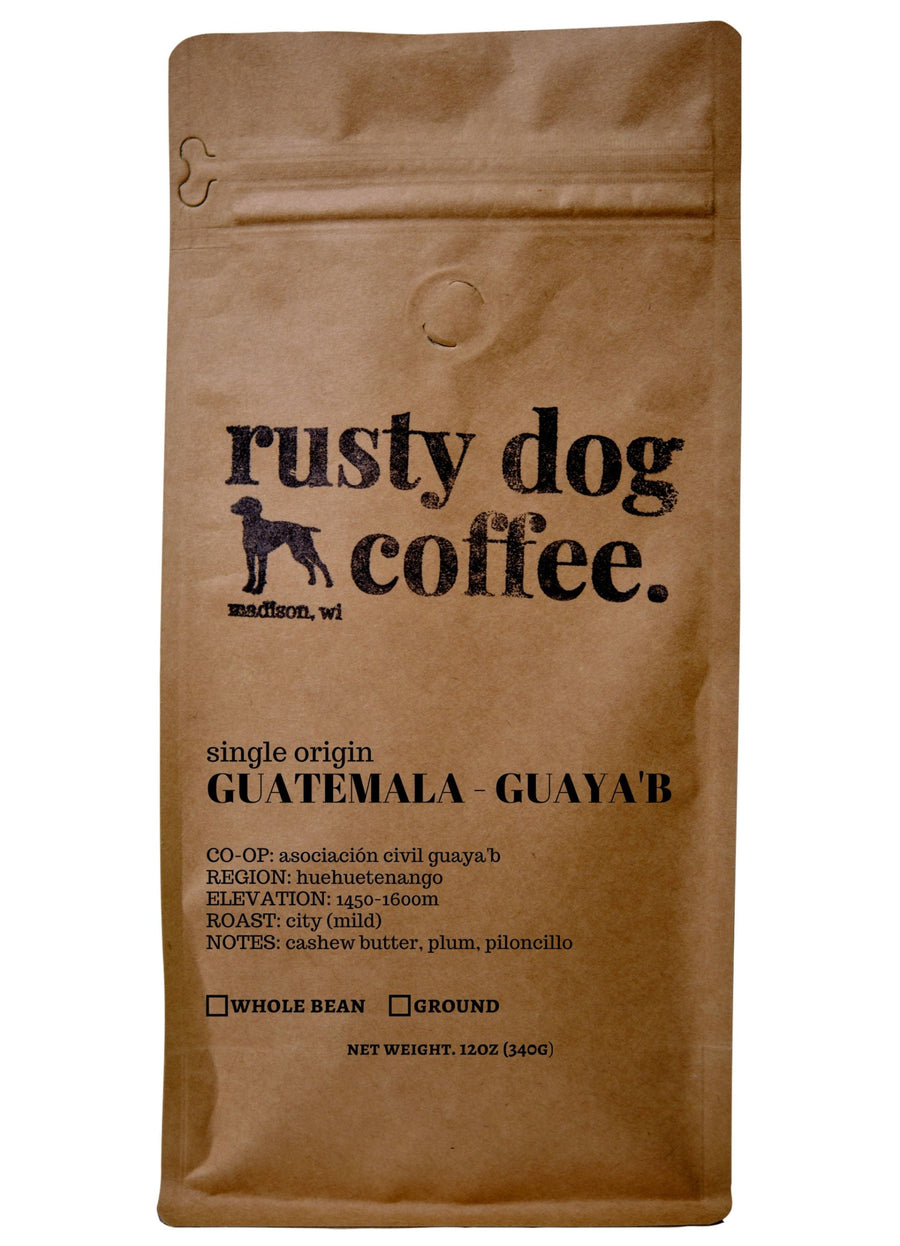 rusty dog
coffee.
madison, wi
single origin
GUATEMALA - GUAYA'B
CO-OP: asociación civil guaya'b
REGION: huehuetenango
ELEVATION: 1450-1600m
ROAST: city (mild)
NOTES: cashew butter, plum, piloncillo
WHOLE BEAN GROUND
NET WEIGHT. 12OZ (340G)